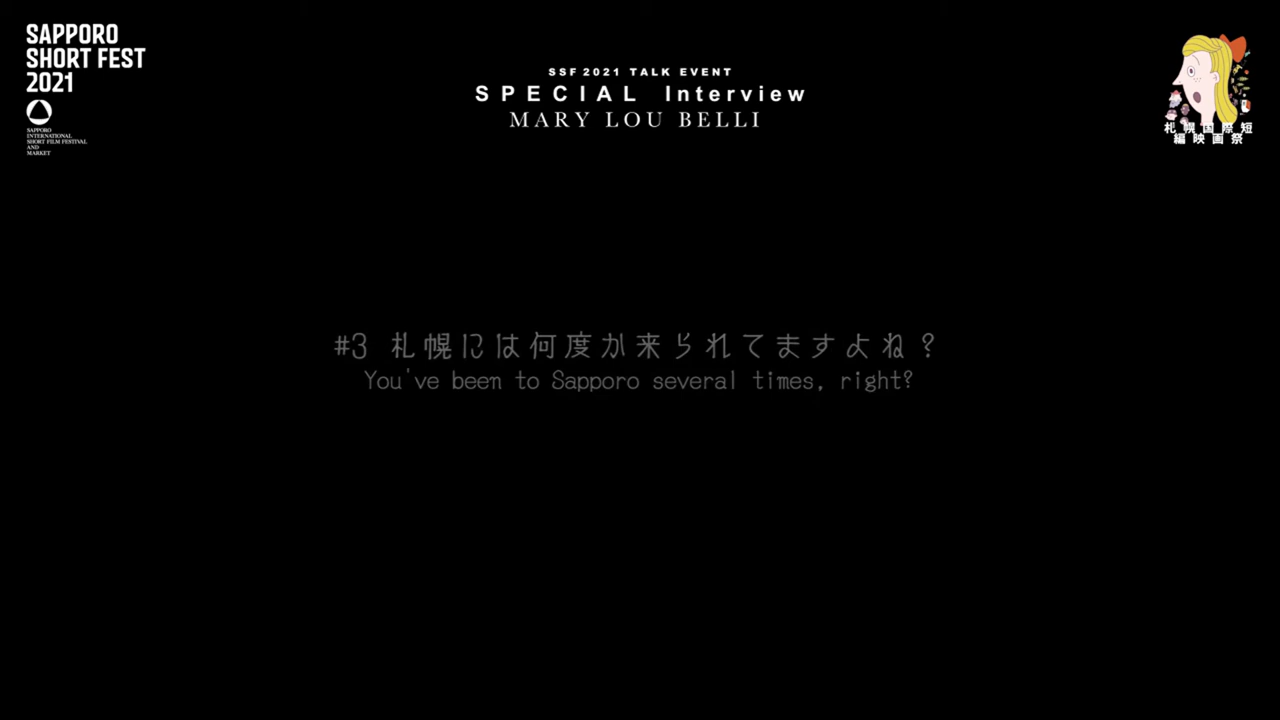 SAPPORO
SHORT FEST
2021
SAPPORO
INTERNATIONAL
SHORT FILM FESTIVAL
AND
MARKET
SSF 2021 TALK EVENT
SPECIAL Interview
MARY LOU BELLI
札幌国際短
編映画祭
#3 札幌には何度か来られてますよね？
You've been to Sapporo several times, right?